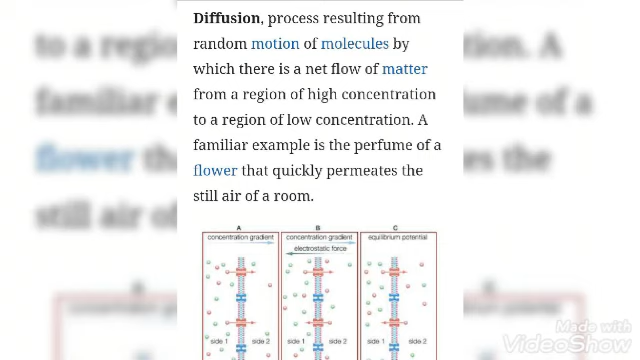 Diffusion, process resulting from
random motion of molecules by
which there is a net flow of matter
from a region of high concentration
to a region of low concentration. A
familiar example is the perfume of a
flower that quickly permeates the
still air of a room.
A B C
concentration gradient concentration gradient equilibrium potential
electrostatic force
side 1 side 2 side 1 side 2 side 1 side 2
Made with
VideoShow